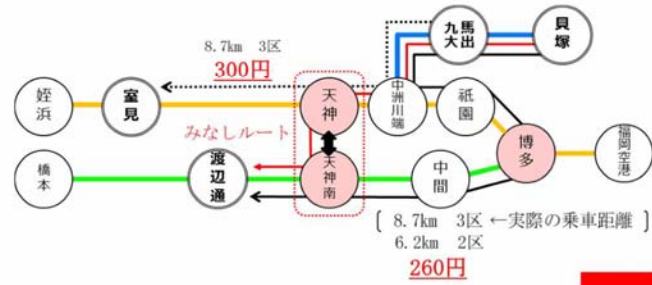 8.7km 3区
300円
九大
馬出
貝塚
姪浜
室見
天神
中洲川端
祇園
博多
福岡空港
みなしルート
橋本
渡辺通
天神南
中間
[ 8.7km 3区 ←実際の乗車距離 ]
6.2km 2区
260円